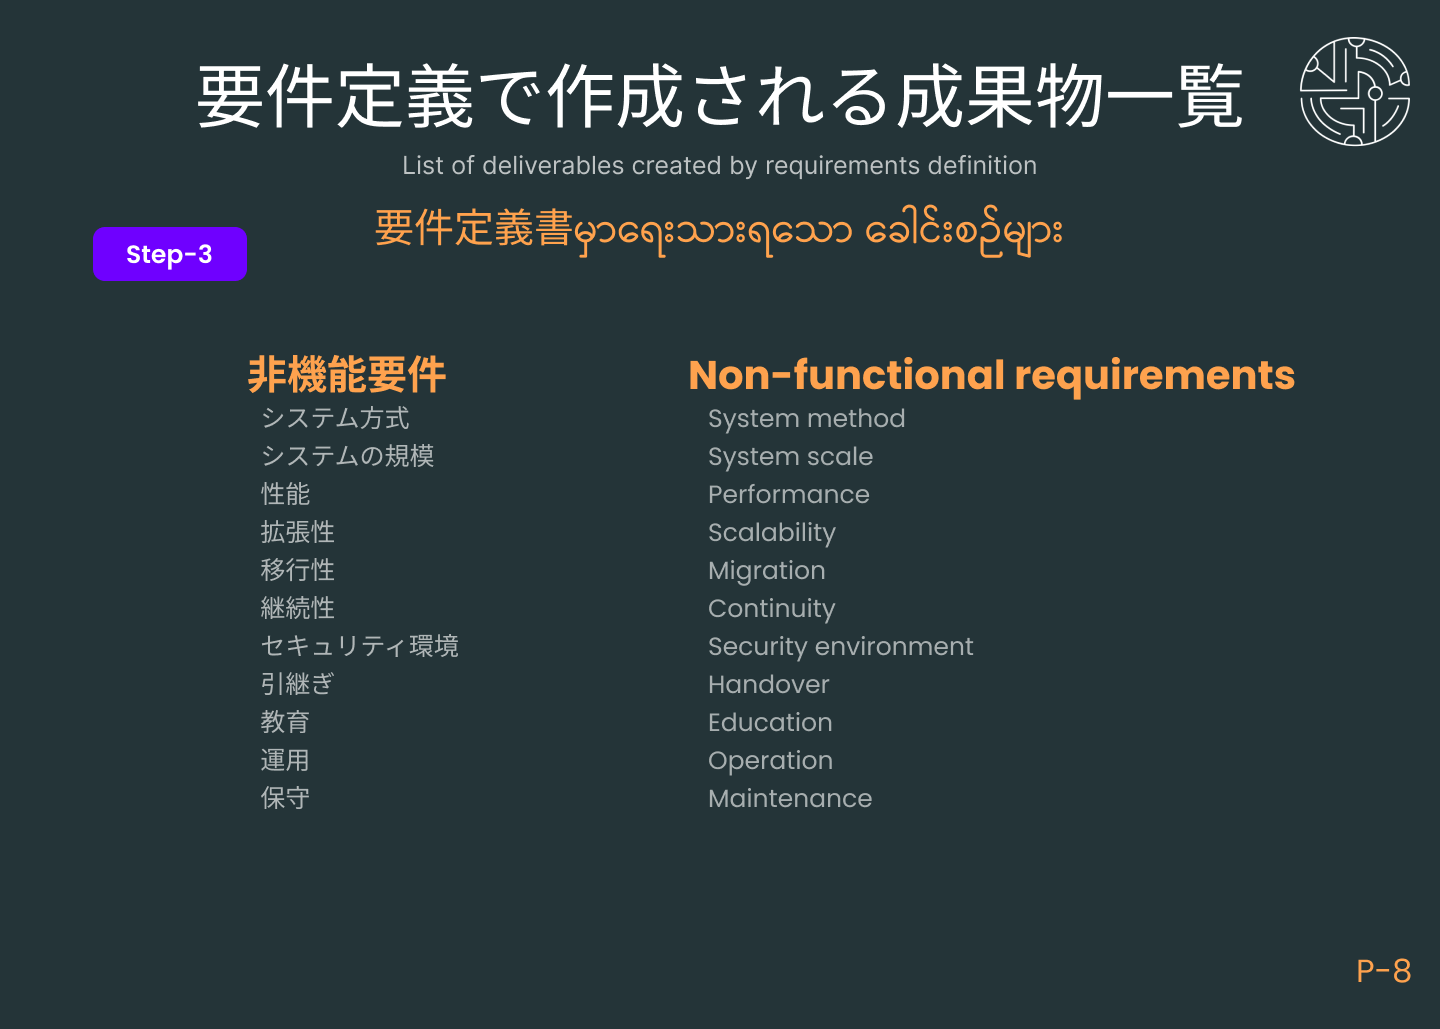 要件定義で作成される成果物一覧
List of deliverables created by requirements definition
要件定義書မှာရေးသားရသော ခေါင်းစဉ်များ
Step-3
非機能要件
システム方式
システムの規模
性能
拡張性
移行性
継続性
セキュリティ環境
引継ぎ
教育
運用
保守
Non-functional requirements
System method
System scale
Performance
Scalability
Migration
Continuity
Security environment
Handover
Education
Operation
Maintenance
P-8